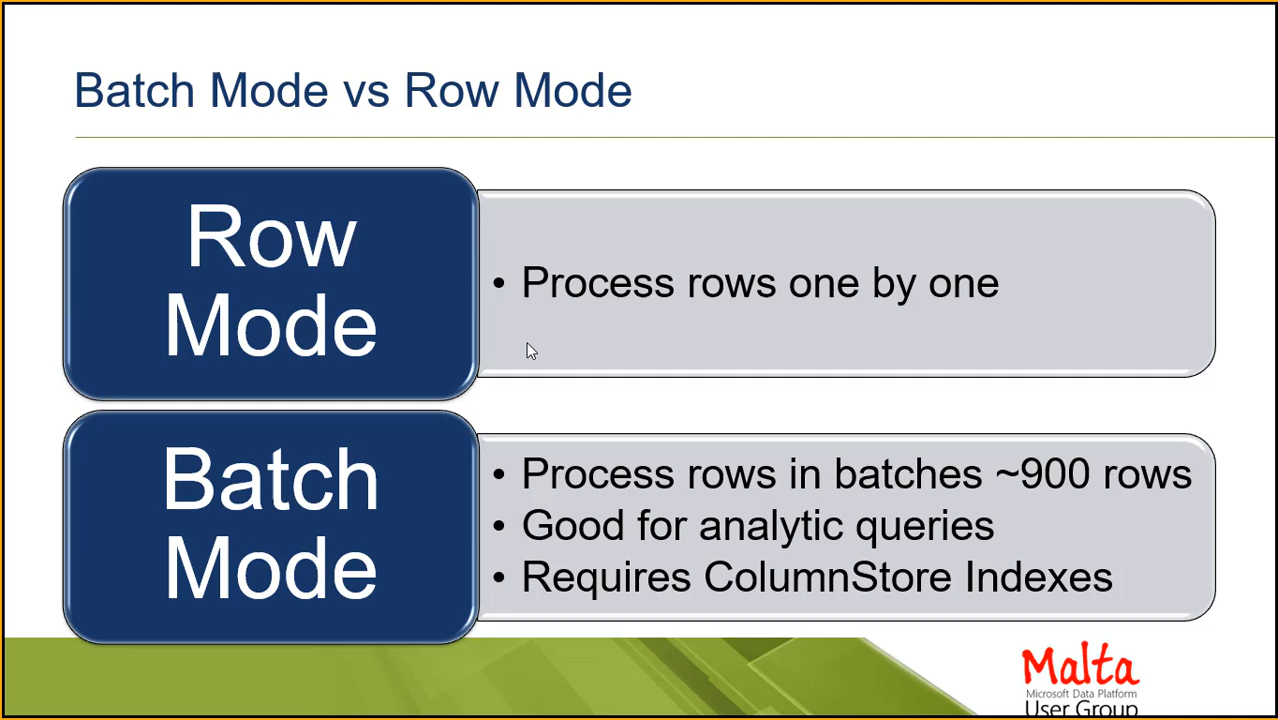 Batch Mode vs Row Mode
Row
Mode
• Process rows one by one
Batch
Mode
• Process rows in batches ~900 rows
• Good for analytic queries
• Requires ColumnStore Indexes
Malta
Microsoft Data Platform
User Group